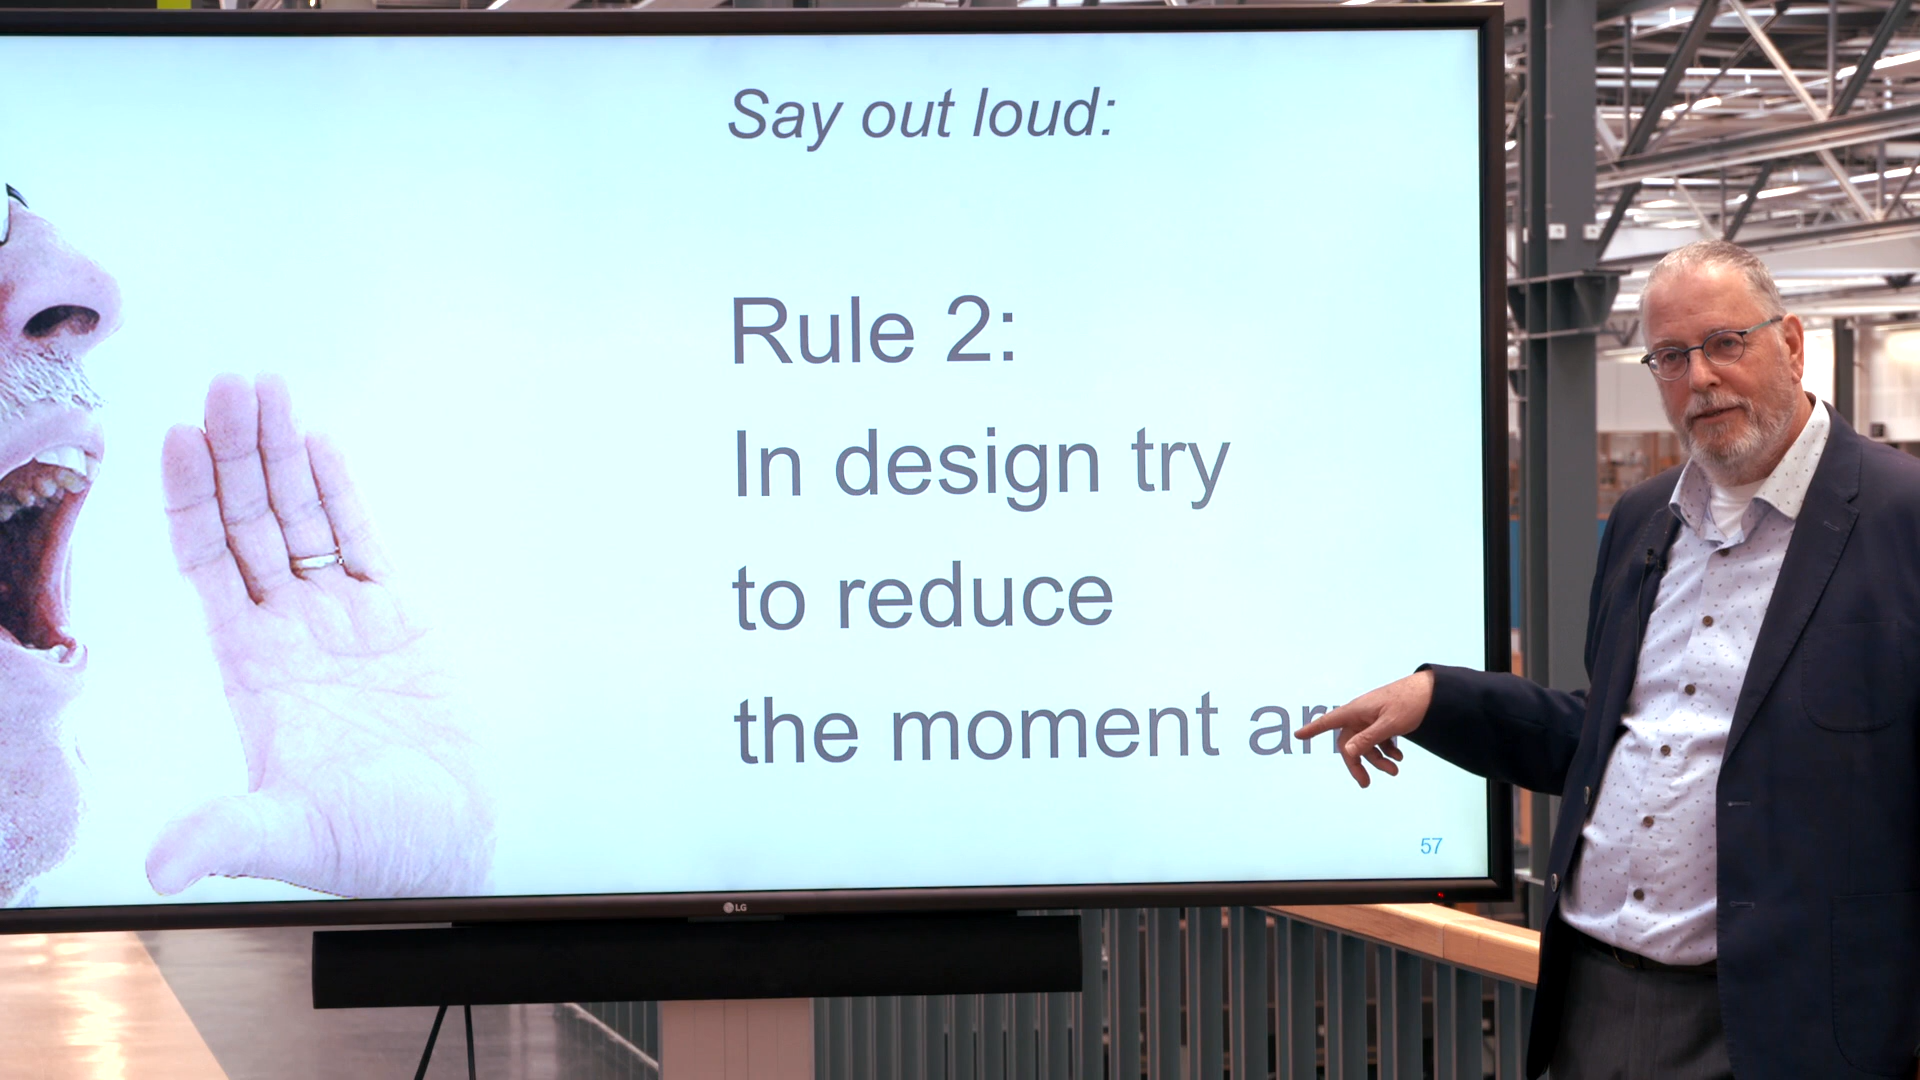 Say out loud:
Rule 2:
In design try
to reduce
the moment
57
LG